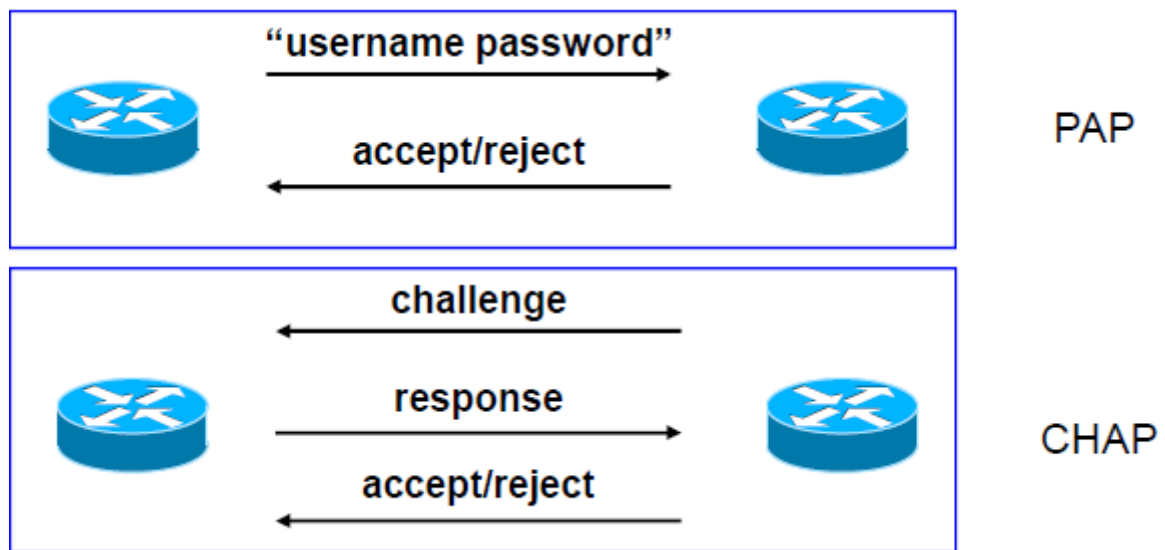 “username password”
accept/reject
PAP
challenge
response
accept/reject
CHAP